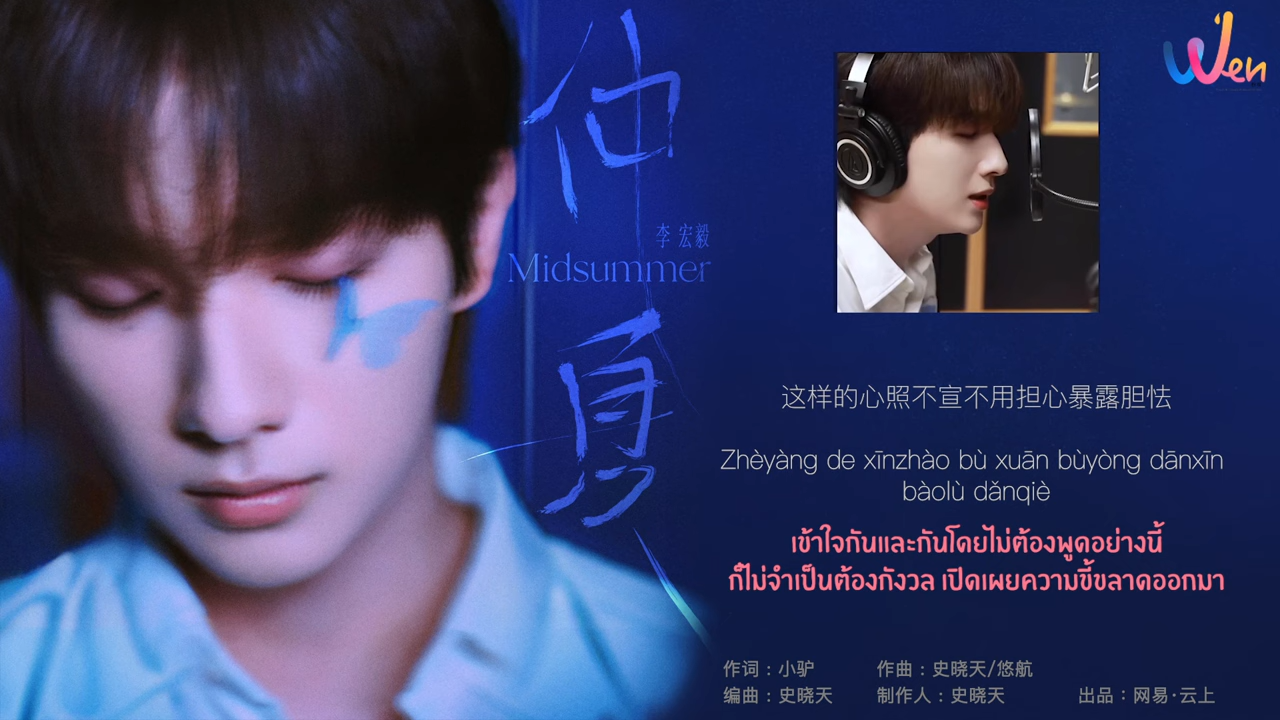 仲夏
李宏毅
Midsummer
Wen
这样的心照不宣不用担心暴露胆怯
Zhèyàng de xīnzhào bù xuān bùyòng dānxīn
bàolù dǎnqiè
เข้าใจกันและกันโดยไม่ต้องพูดอย่างนี้
ก็ไม่จำเป็นต้องกังวล เปิดเผยความขี้ขลาดออกมา
作词：小驴 作曲：史晓天/悠航
编曲：史晓天 制作人：史晓天 出品：网易·云上